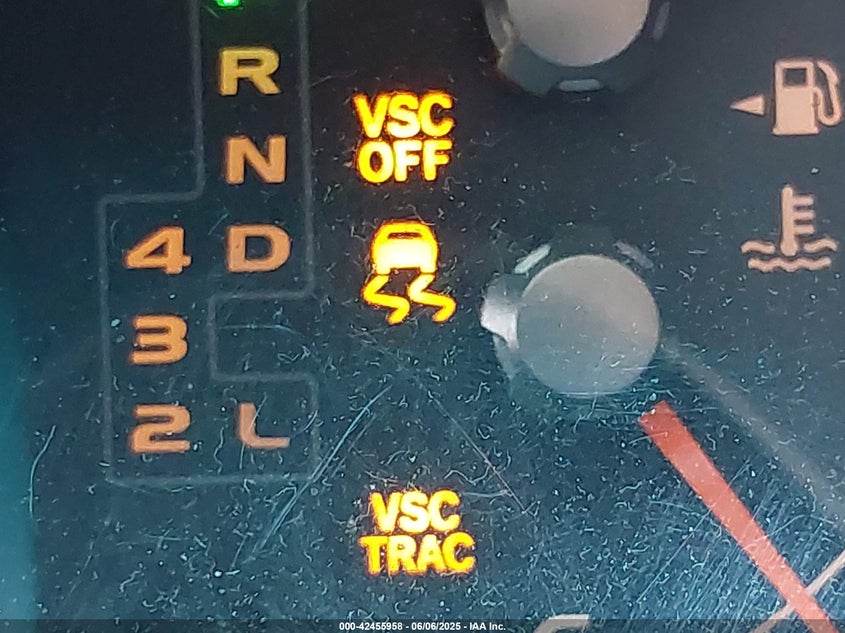 R
VSC
OFF
N
4 D
3
2 L
VSC
TRAC
000-42455958 - 06/06/2025 - IAA Inc.